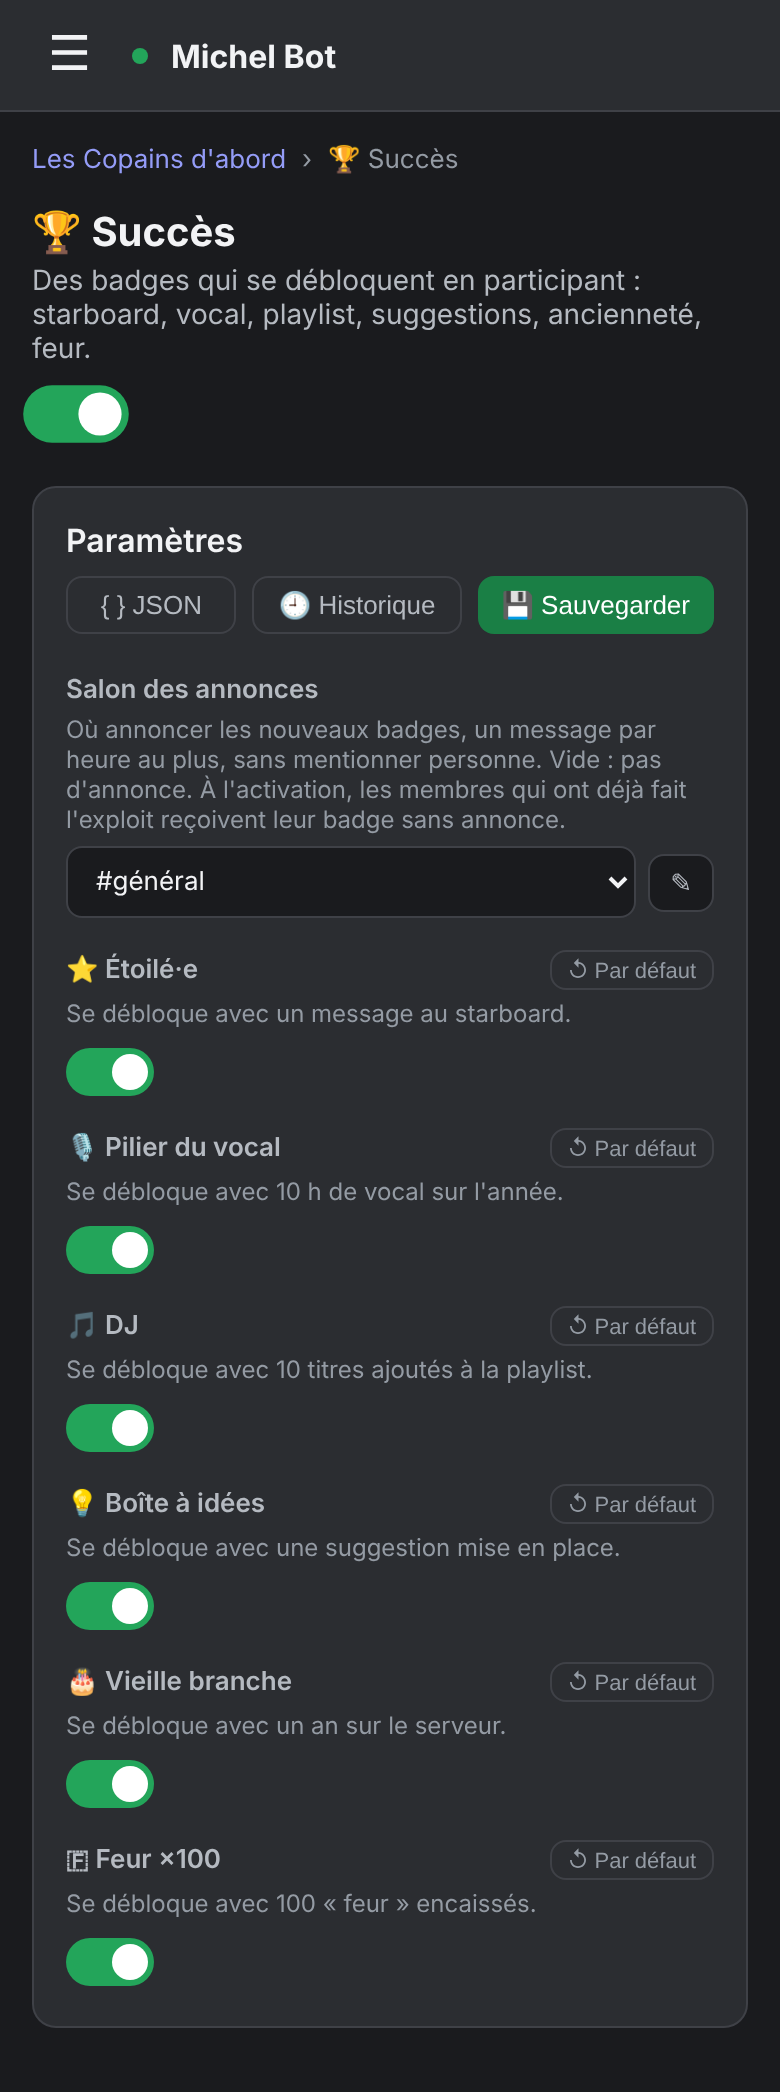 ☰ Michel Bot
Les Copains d'abord › 🏆 Succès
🏆 Succès
Des badges qui se débloquent en participant :
starboard, vocal, playlist, suggestions, ancienneté,
feur.
Paramètres
{ } JSON 🕘 Historique 💾 Sauvegarder
Salon des annonces
Où annoncer les nouveaux badges, un message par
heure au plus, sans mentionner personne. Vide : pas
d'annonce. À l'activation, les membres qui ont déjà fait
l'exploit reçoivent leur badge sans annonce.
#général ✎
⭐ Étoilé·e ↺ Par défaut
Se débloque avec un message au starboard.
🎙️ Pilier du vocal ↺ Par défaut
Se débloque avec 10 h de vocal sur l'année.
🎵 DJ ↺ Par défaut
Se débloque avec 10 titres ajoutés à la playlist.
💡 Boîte à idées ↺ Par défaut
Se débloque avec une suggestion mise en place.
🎂 Vieille branche ↺ Par défaut
Se débloque avec un an sur le serveur.
🇫 Feur ×100 ↺ Par défaut
Se débloque avec 100 « feur » encaissés.